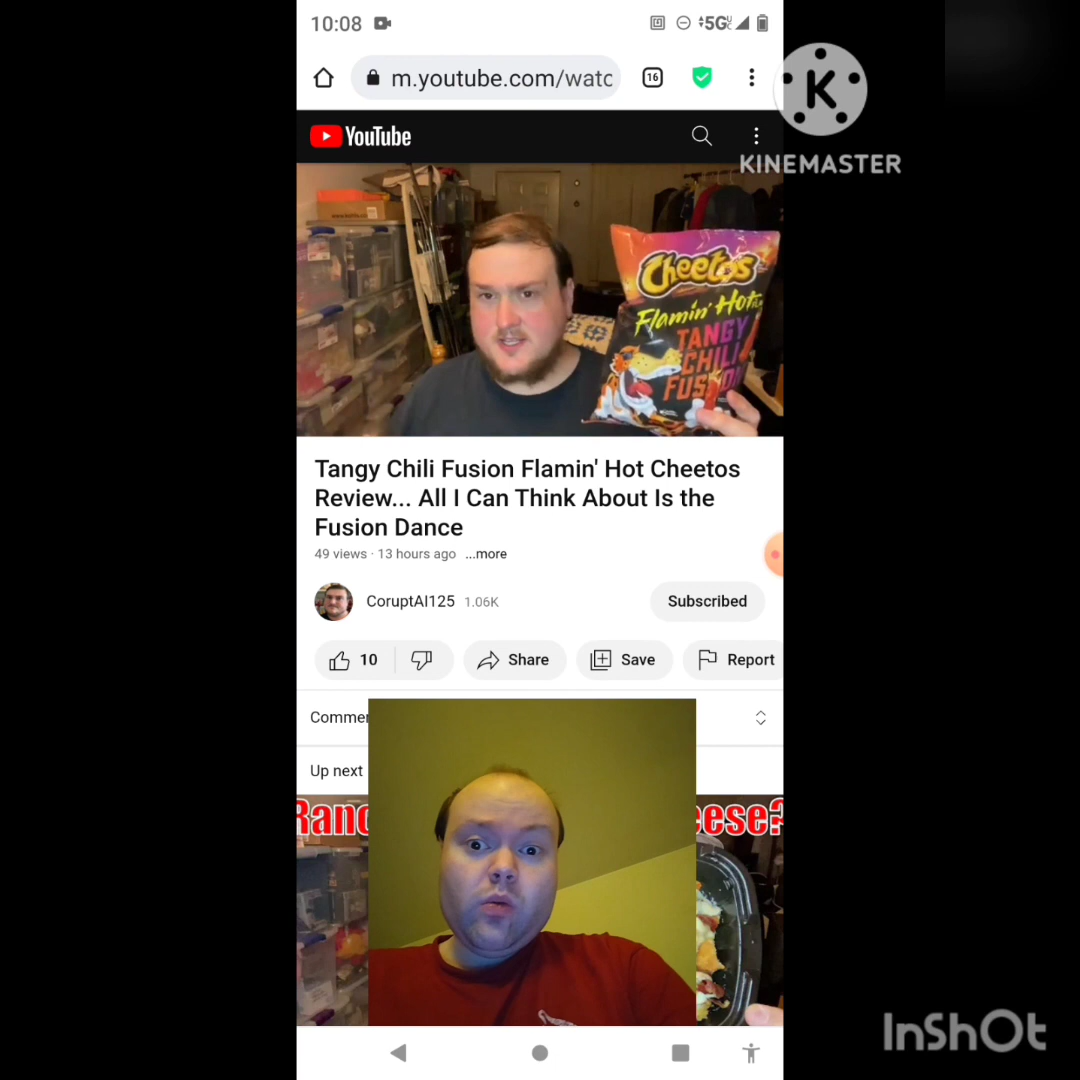 10:08
5G
m.youtube.com/watc
16
K
KINEMASTER
YouTube
Cheetos
Flamin' Hot
TANGY
CHILI
FUSION
Tangy Chili Fusion Flamin' Hot Cheetos
Review... All I Can Think About Is the
Fusion Dance
49 views · 13 hours ago ...more
CoruptAI125 1.06K
Subscribed
10
Share
Save
Report
Commen
Up next
Ranc
eese?
InShOt